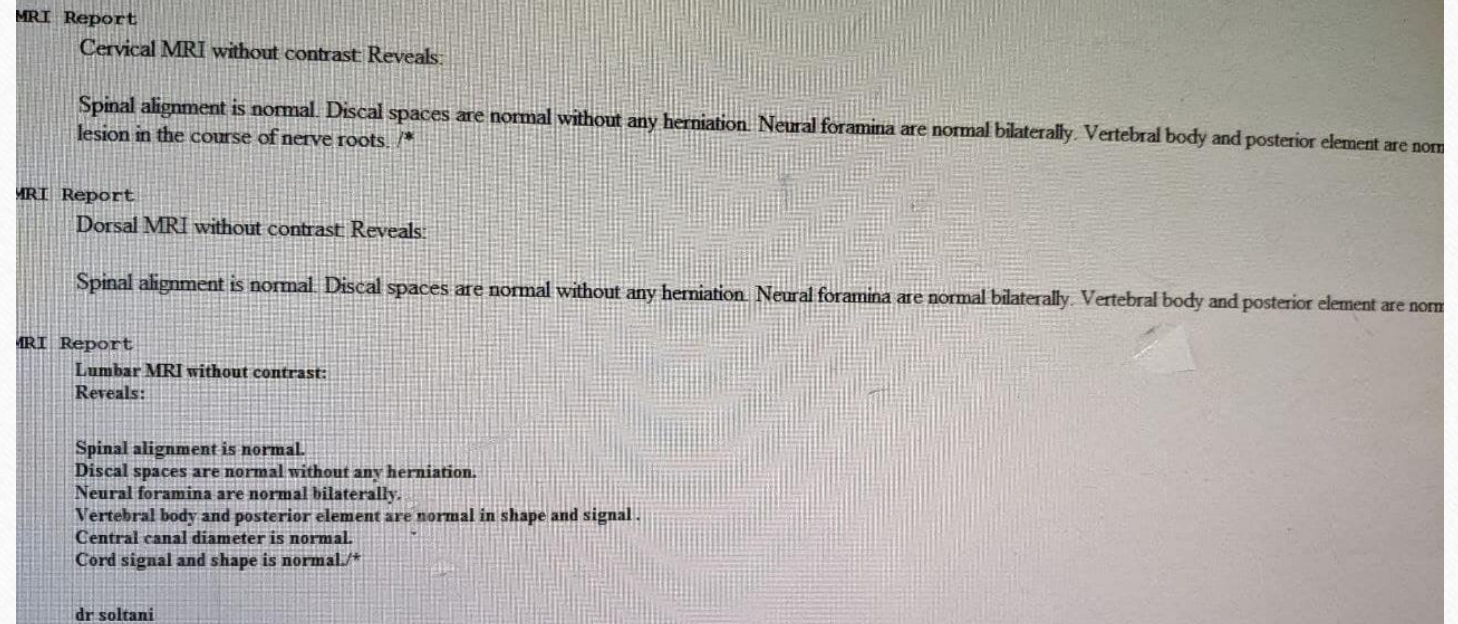 MRI Report
Cervical MRI without contrast: Reveals:
Spinal alignment is normal. Discal spaces are normal without any herniation. Neural foramina are normal bilaterally. Vertebral body and posterior element are norm
lesion in the course of nerve roots. /*
MRI Report
Dorsal MRI without contrast: Reveals:
Spinal alignment is normal. Discal spaces are normal without any herniation. Neural foramina are normal bilaterally. Vertebral body and posterior element are norm
MRI Report
Lumbar MRI without contrast:
Reveals:
Spinal alignment is normal.
Discal spaces are normal without any herniation.
Neural foramina are normal bilaterally.
Vertebral body and posterior element are normal in shape and signal .
Central canal diameter is normal.
Cord signal and shape is normal./*
dr soltani